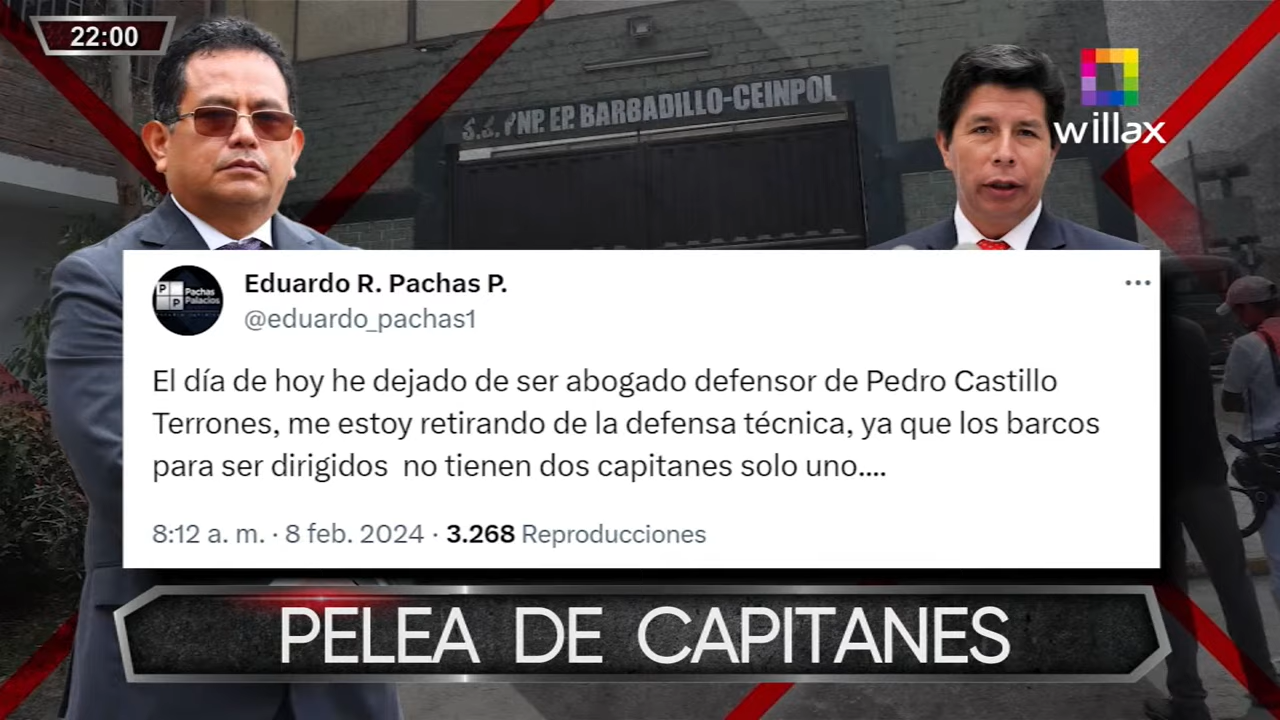 22:00
S.S. PNP. EP. BARBADILLO-CEINPOL
willax
P
P
Pachas
Palacios
Eduardo R. Pachas P.
@eduardo_pachas1
El día de hoy he dejado de ser abogado defensor de Pedro Castillo
Terrones, me estoy retirando de la defensa técnica, ya que los barcos
para ser dirigidos  no tienen dos capitanes solo uno....
8:12 a. m. · 8 feb. 2024 · 3.268 Reproducciones
PELEA DE CAPITANES